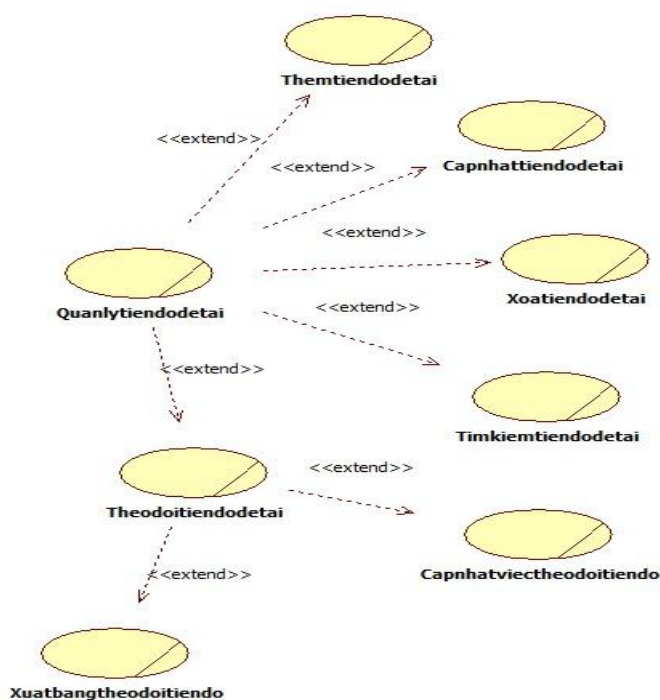 Themtiendodetai
<<extend>>
<<extend>>
Capnhattiendodetai
<<extend>>
Xoatiendodetai
Quanlytiendodetai
<<extend>>
<<extend>>
Timkiemtiendodetai
<<extend>>
Theodoitiendodetai
<<extend>>
Capnhatviectheodoitiendo
Xuatbangtheodoitiendo